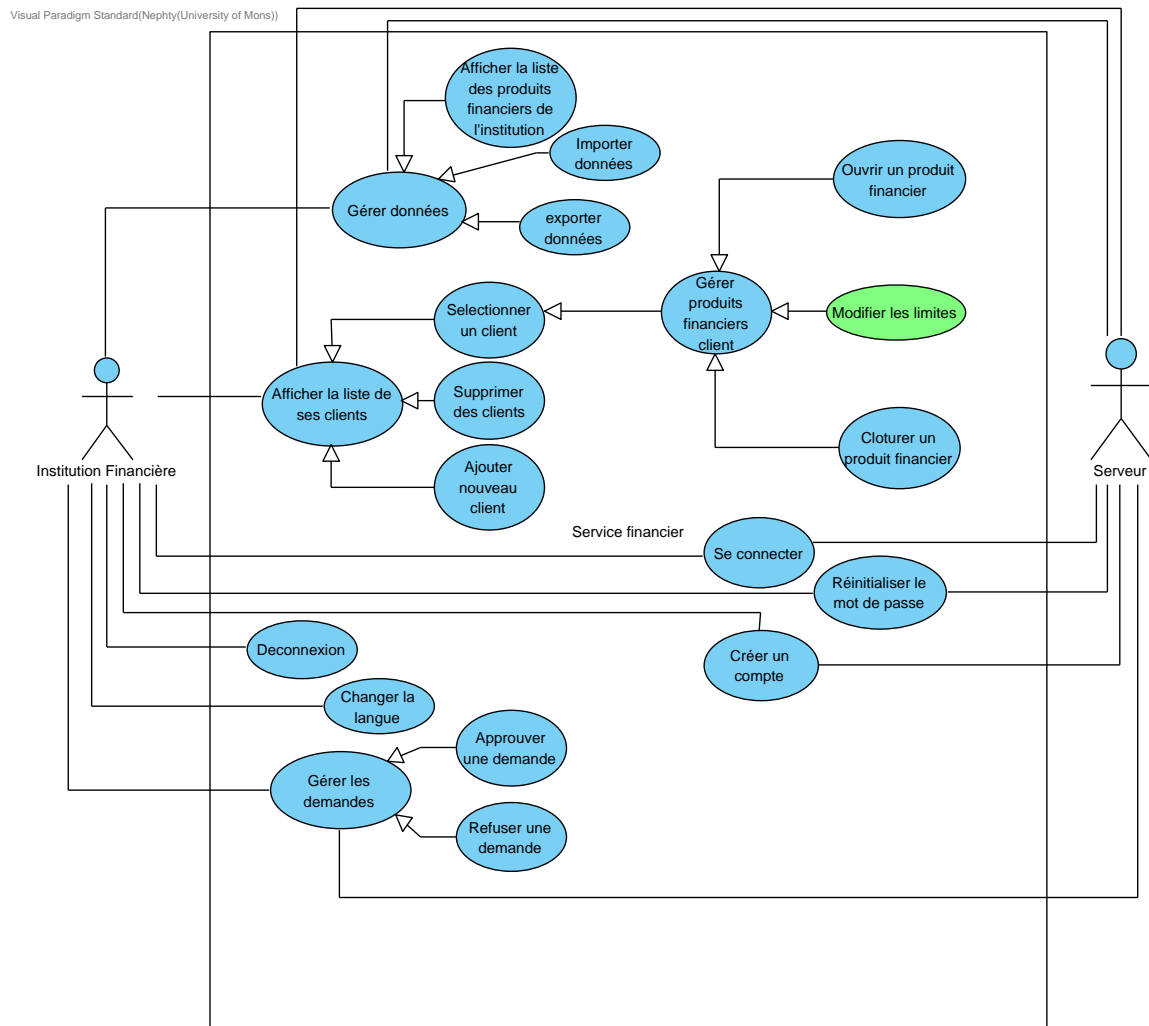 Visual Paradigm Standard(Nephty(University of Mons))
Afficher la liste
des produits
financiers de
l'institution
Importer
données
Ouvrir un produit
financier
Gérer données
exporter
données
Gérer
produits
financiers
client
Selectionner
un client
Modifier les limites
Afficher la liste de
ses clients
Supprimer
des clients
Cloturer un
produit financier
Institution Financière
Serveur
Ajouter
nouveau
client
Service financier
Se connecter
Réinitialiser le
mot de passe
Deconnexion
Créer un
compte
Changer la
langue
Approuver
une demande
Gérer les
demandes
Refuser une
demande